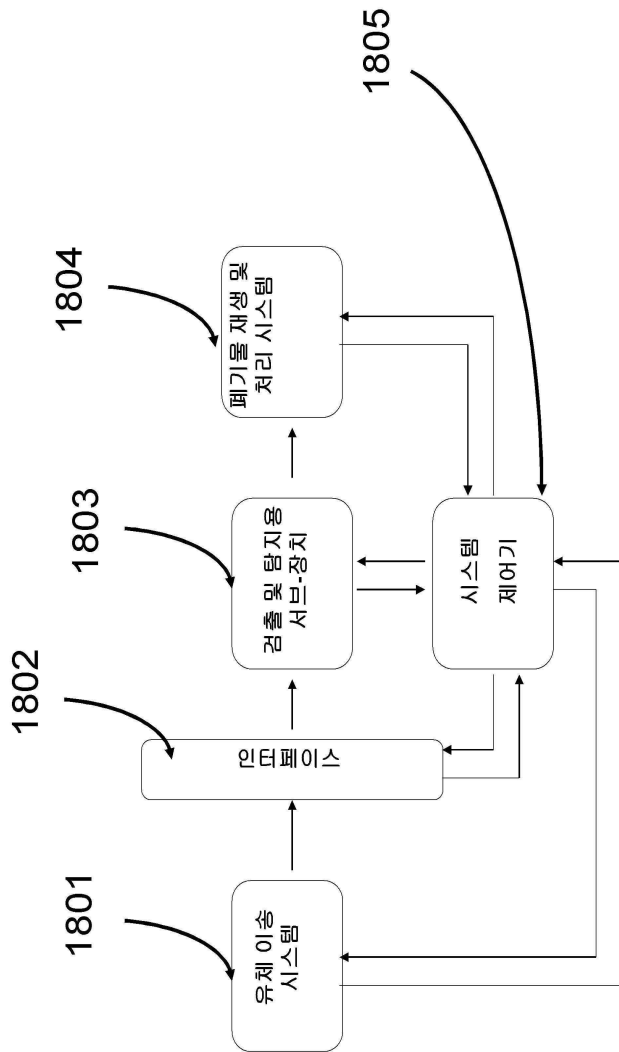 1801
1802
1803
1804
1805
유체 이송
시스템
인터페이스
검출 및 탐지용
서브-장치
폐기물 재생 및
처리 시스템
시스템
제어기